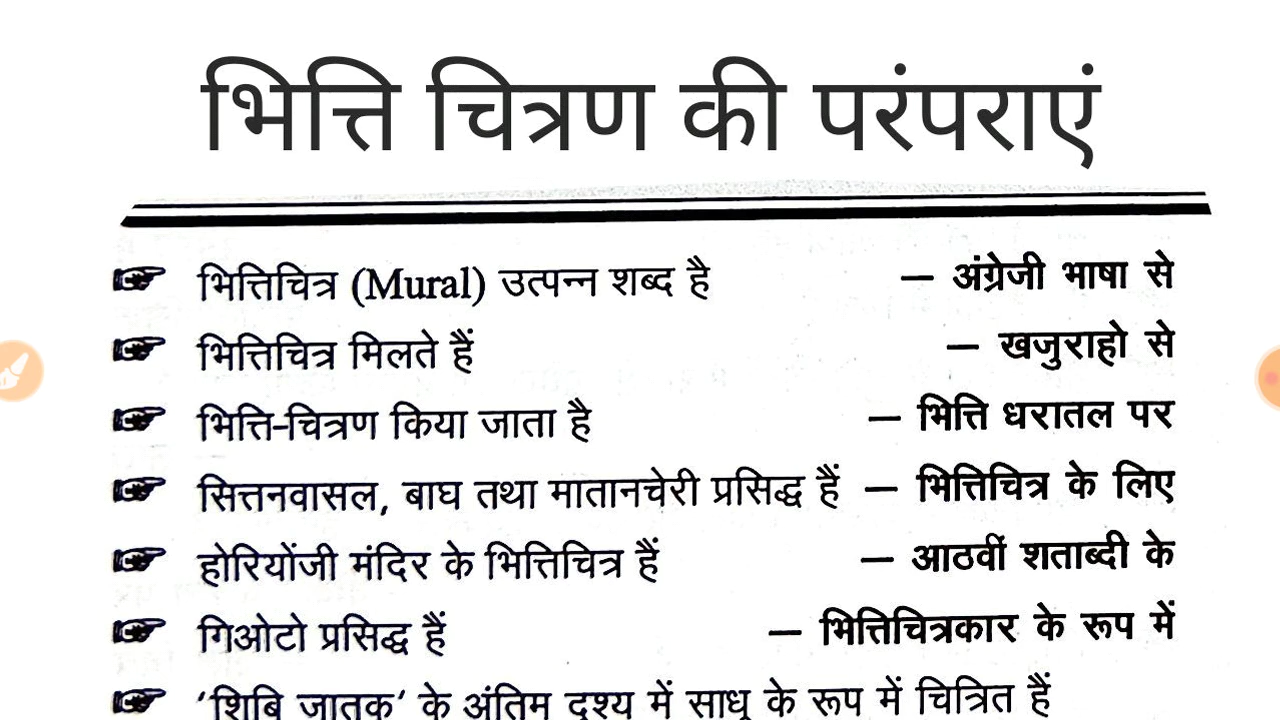 भित्ति चित्रण की परंपराएं
भित्तिचित्र (Mural) उत्पन्न शब्द है — अंग्रेजी भाषा से
भित्तिचित्र मिलते हैं — खजुराहो से
भित्ति-चित्रण किया जाता है — भित्ति धरातल पर
सित्तनवासल, बाघ तथा मातानचेरी प्रसिद्ध हैं — भित्तिचित्र के लिए
होरियोंजी मंदिर के भित्तिचित्र हैं — आठवीं शताब्दी के
गिओटो प्रसिद्ध हैं — भित्तिचित्रकार के रूप में
‘शिबि जातक’ के अंतिम दृश्य में साधु के रूप में चित्रित हैं